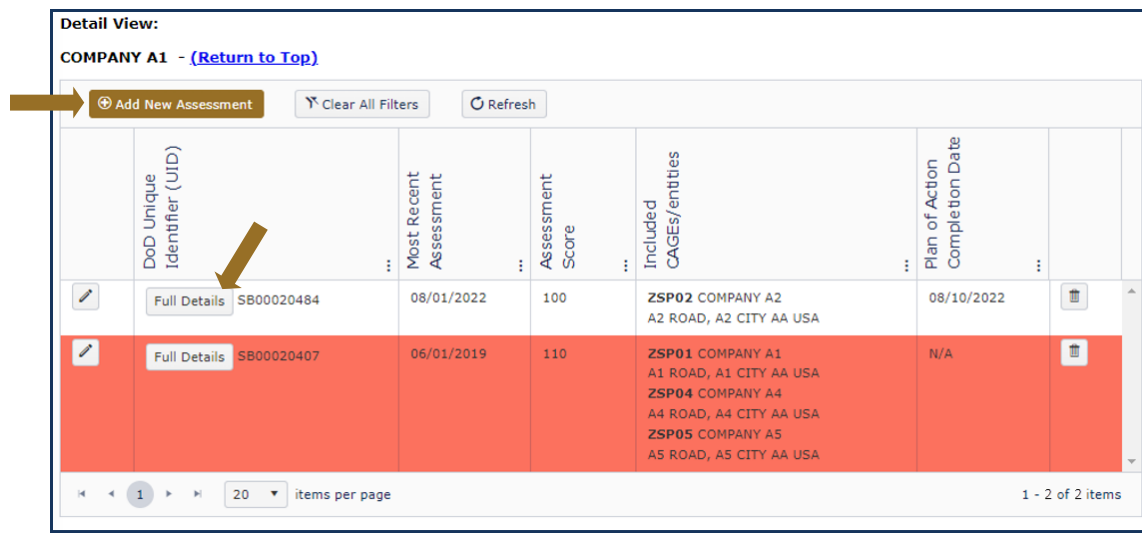 Detail View:
COMPANY A1 - (Return to Top)
Add New Assessment
Clear All Filters
Refresh
DoD Unique
Identifier (UID)
Most Recent
Assessment
Assessment
Score
Included
CAGEs/entities
Plan of Action
Completion Date
Full Details SB00020484 08/01/2022 100 ZSP02 COMPANY A2 08/10/2022
A2 ROAD, A2 CITY AA USA
Full Details SB00020407 06/01/2019 110 ZSP01 COMPANY A1 N/A
A1 ROAD, A1 CITY AA USA
ZSP04 COMPANY A4
A4 ROAD, A4 CITY AA USA
ZSP05 COMPANY A5
A5 ROAD, A5 CITY AA USA
1 20 items per page 1 - 2 of 2 items